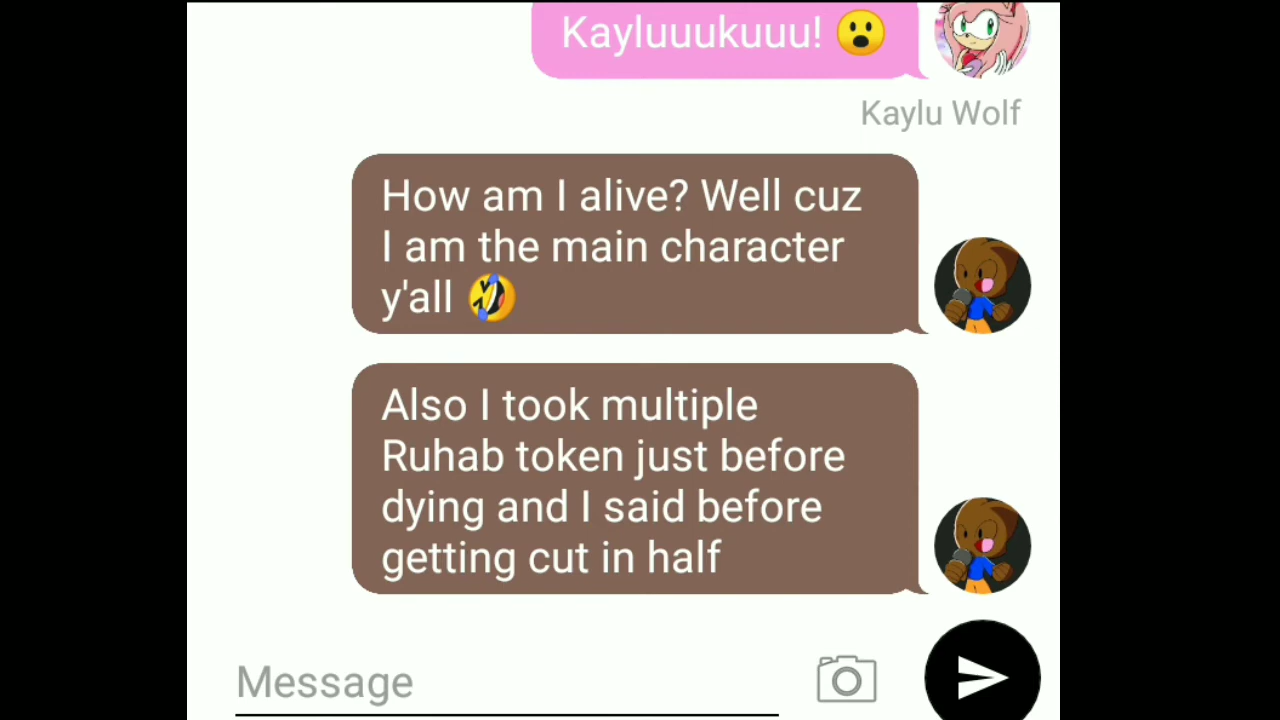 Kayluuukuuu! 😮
Kaylu Wolf
How am I alive? Well cuz
I am the main character
y'all 🤣
Also I took multiple
Ruhab token just before
dying and I said before
getting cut in half
Message